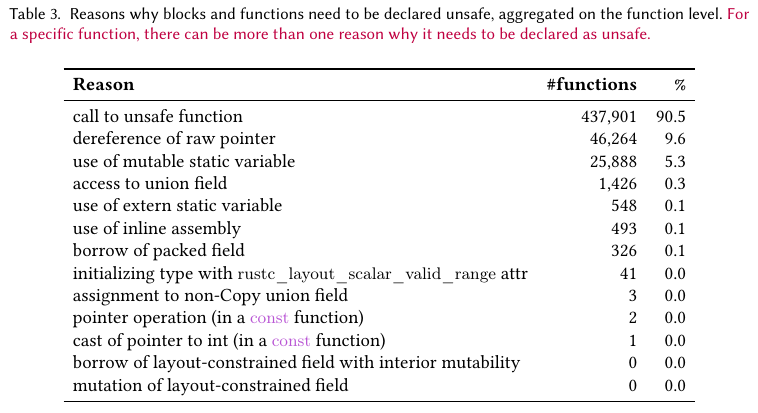 Table 3. Reasons why blocks and functions need to be declared unsafe, aggregated on the function level. For
a specific function, there can be more than one reason why it needs to be declared as unsafe.
Reason #functions %
call to unsafe function 437,901 90.5
dereference of raw pointer 46,264 9.6
use of mutable static variable 25,888 5.3
access to union field 1,426 0.3
use of extern static variable 548 0.1
use of inline assembly 493 0.1
borrow of packed field 326 0.1
initializing type with rustc_layout_scalar_valid_range attr 41 0.0
assignment to non-Copy union field 3 0.0
pointer operation (in a const function) 2 0.0
cast of pointer to int (in a const function) 1 0.0
borrow of layout-constrained field with interior mutability 0 0.0
mutation of layout-constrained field 0 0.0